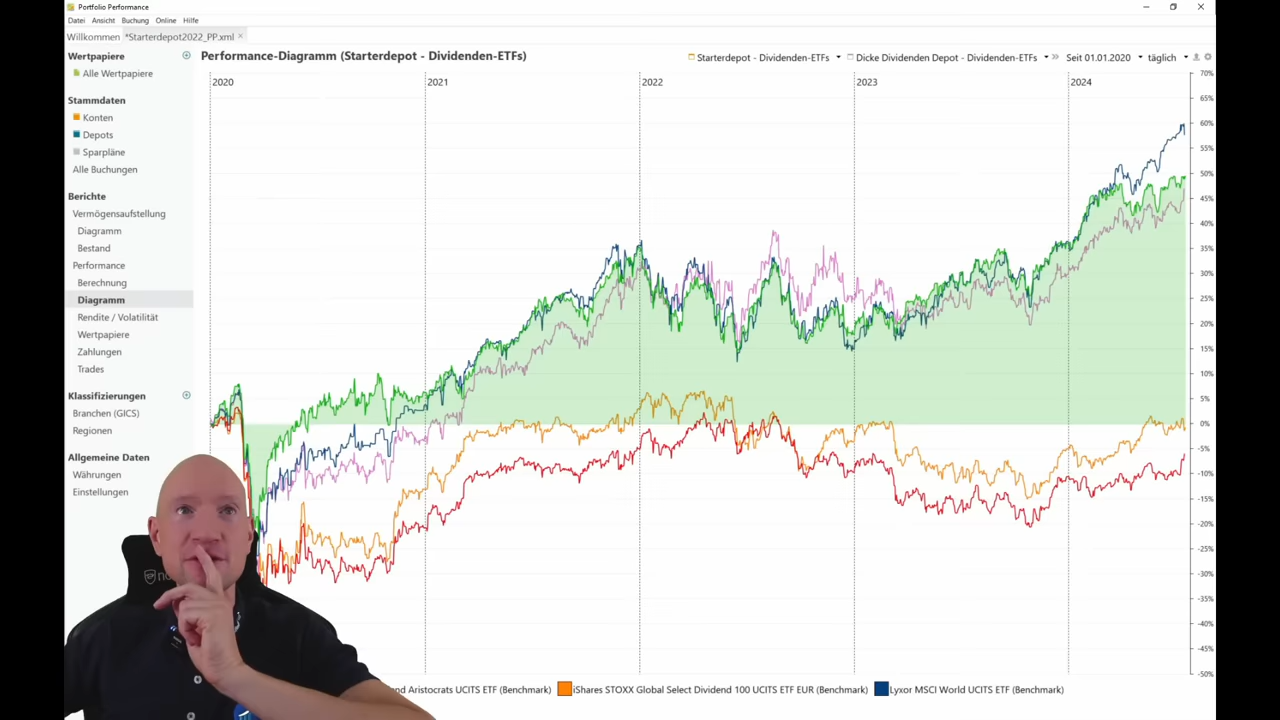 Portfolio Performance
Datei Ansicht Buchung Online Hilfe
Willkommen *Starterdepot2022_PP.xml
Wertpapiere
Alle Wertpapiere
Stammdaten
Konten
Depots
Sparpläne
Alle Buchungen
Berichte
Vermögensaufstellung
Diagramm
Bestand
Performance
Berechnung
Diagramm
Rendite / Volatilität
Wertpapiere
Zahlungen
Trades
Klassifizierungen
Branchen (GICS)
Regionen
Allgemeine Daten
Währungen
Einstellungen
Performance-Diagramm (Starterdepot - Dividenden-ETFs)
Starterdepot - Dividenden-ETFs Dicke Dividenden Depot - Dividenden-ETFs Seit 01.01.2020 täglich
2020 2021 2022 2023 2024
70%
65%
60%
55%
50%
45%
40%
35%
30%
25%
20%
15%
10%
5%
0%
-5%
-10%
-15%
-20%
-25%
-30%
-35%
-40%
-45%
-50%
Aristocrats UCITS ETF (Benchmark) iShares STOXX Global Select Dividend 100 UCITS ETF EUR (Benchmark) Lyxor MSCI World UCITS ETF (Benchmark)